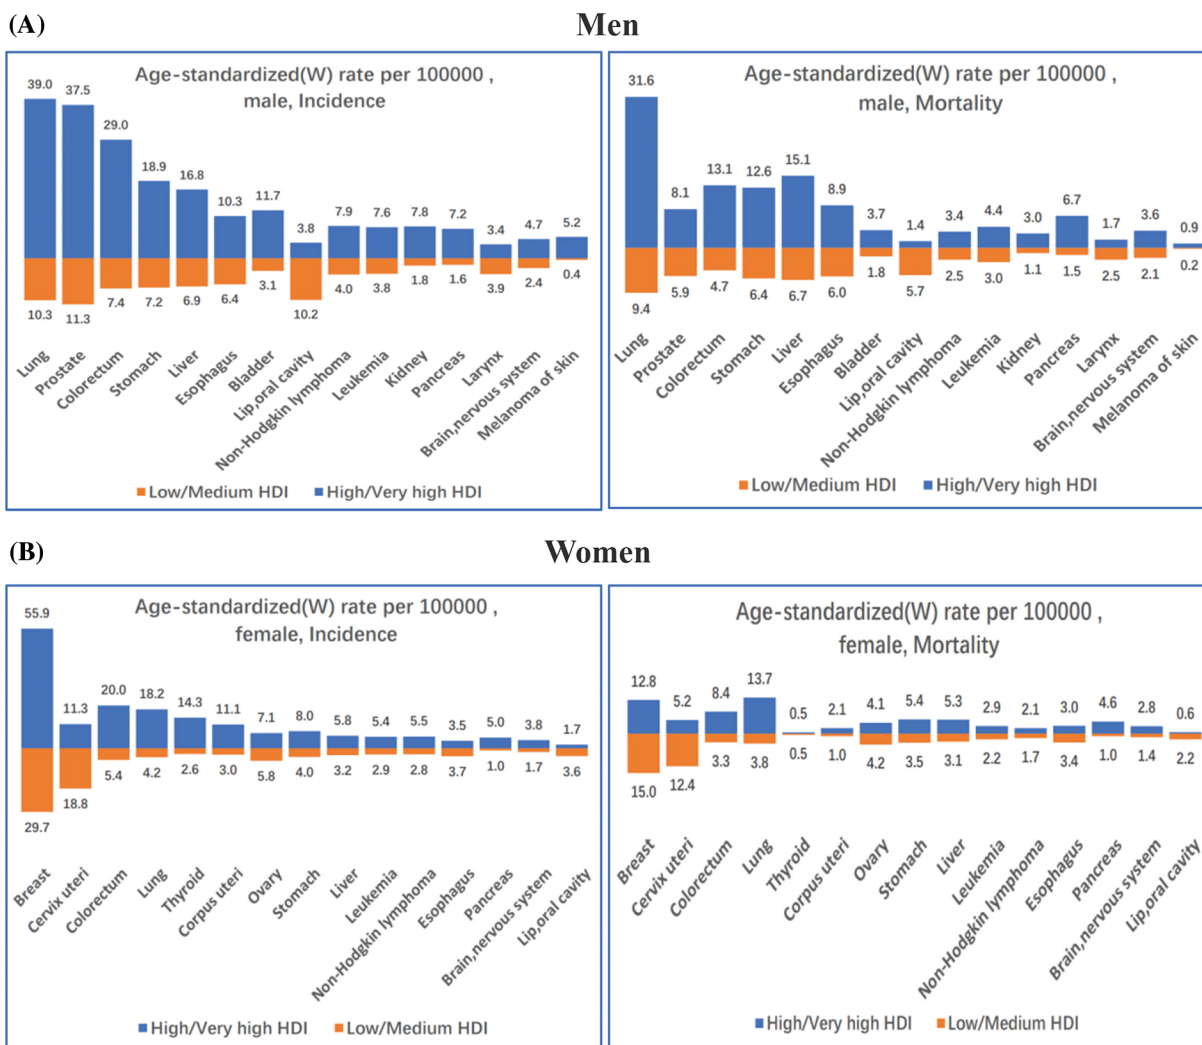 (A)
Men
Age-standardized(W) rate per 100000 ,
male, Incidence
39.0
37.5
29.0
18.9
16.8
10.3
11.7
3.8
7.9
7.6
7.8
7.2
3.4
4.7
5.2
10.3
11.3
7.4
7.2
6.9
6.4
3.1
10.2
4.0
3.8
1.8
1.6
3.9
2.4
0.4
Lung
Prostate
Colorectum
Stomach
Liver
Esophagus
Bladder
Lip,oral cavity
Non-Hodgkin lymphoma
Leukemia
Kidney
Pancreas
Larynx
Brain,nervous system
Melanoma of skin
Low/Medium HDI
High/Very high HDI
Age-standardized(W) rate per 100000 ,
male, Mortality
31.6
8.1
13.1
12.6
15.1
8.9
3.7
1.4
3.4
4.4
3.0
6.7
1.7
3.6
0.9
9.4
5.9
4.7
6.4
6.7
6.0
1.8
5.7
2.5
3.0
1.1
1.5
2.5
2.1
0.2
Lung
Prostate
Colorectum
Stomach
Liver
Esophagus
Bladder
Lip,oral cavity
Non-Hodgkin lymphoma
Leukemia
Kidney
Pancreas
Larynx
Brain,nervous system
Melanoma of skin
Low/Medium HDI
High/Very high HDI
(B)
Women
Age-standardized(W) rate per 100000 ,
female, Incidence
55.9
11.3
20.0
18.2
14.3
11.1
7.1
8.0
5.8
5.4
5.5
3.5
5.0
3.8
1.7
29.7
18.8
5.4
4.2
2.6
3.0
5.8
4.0
3.2
2.9
2.8
3.7
1.0
1.7
3.6
Breast
Cervix uteri
Colorectum
Lung
Thyroid
Corpus uteri
Ovary
Stomach
Liver
Leukemia
Non-Hodgkin lymphoma
Esophagus
Pancreas
Brain,nervous system
Lip,oral cavity
High/Very high HDI
Low/Medium HDI
Age-standardized(W) rate per 100000 ,
female, Mortality
12.8
5.2
8.4
13.7
0.5
2.1
4.1
5.4
5.3
2.9
2.1
3.0
4.6
2.8
0.6
15.0
12.4
3.3
3.8
0.5
1.0
4.2
3.5
3.1
2.2
1.7
3.4
1.0
1.4
2.2
Breast
Cervix uteri
Colorectum
Lung
Thyroid
Corpus uteri
Ovary
Stomach
Liver
Leukemia
Non-Hodgkin lymphoma
Esophagus
Pancreas
Brain,nervous system
Lip,oral cavity
High/Very high HDI
Low/Medium HDI